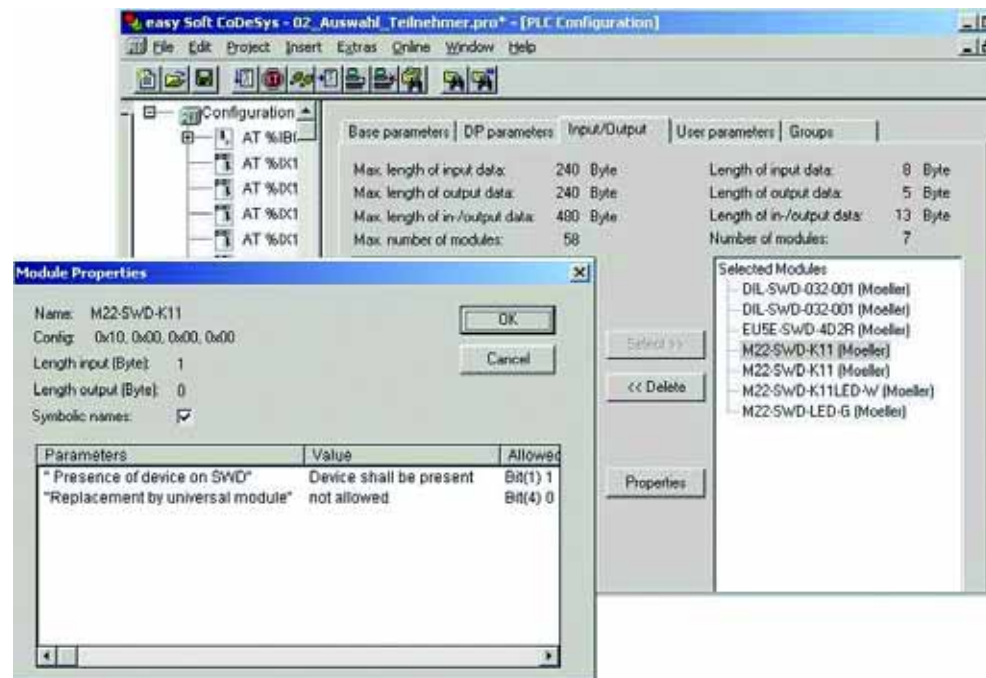 easy Soft CoDeSys - 02_Auswahl_Teilnehmer.pro* - [PLC Configuration]
File Edit Project Insert Extras Online Window Help
Configuration
AT %IB(
AT %IX1
AT %IX1
AT %IX1
AT %IX1
Base parameters DP parameters Input/Output User parameters Groups
Max. length of input data: 240 Byte
Max. length of output data: 240 Byte
Max. length of in-/output data: 480 Byte
Max. number of modules: 58
Length of input data: 8 Byte
Length of output data: 5 Byte
Length of in-/output data: 13 Byte
Number of modules: 7
Selected Modules
DIL-SWD-032-001 (Moeller)
DIL-SWD-032-001 (Moeller)
EU5E-SWD-4D2R (Moeller)
M22-SWD-K11 (Moeller)
M22-SWD-K11 (Moeller)
M22-SWD-K11LED-W (Moeller)
M22-SWD-LED-G (Moeller)
Select >>
<< Delete
Properties
Module Properties
Name: M22-SWD-K11
Config: 0x10, 0x00, 0x00, 0x00
Length input (Byte): 1
Length output (Byte): 0
Symbolic names:
OK
Cancel
Parameters Value Allowed
" Presence of device on SWD" Device shall be present Bit(1) 1
"Replacement by universal module" not allowed Bit(4) 0